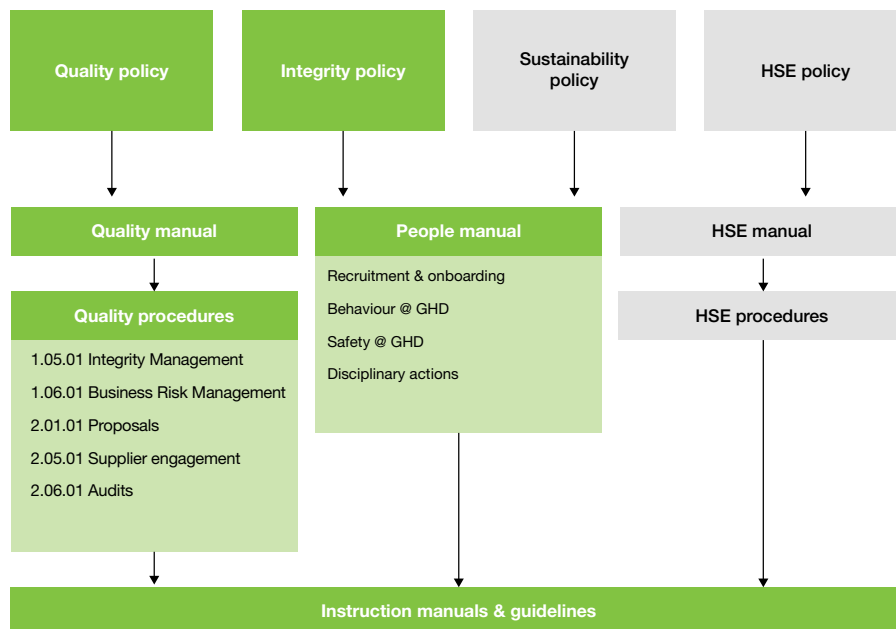 Quality policy
Integrity policy
Sustainability
policy
HSE policy
Quality manual
People manual
HSE manual
Recruitment & onboarding
Behaviour @ GHD
Safety @ GHD
Disciplinary actions
Quality procedures
HSE procedures
1.05.01 Integrity Management
1.06.01 Business Risk Management
2.01.01 Proposals
2.05.01 Supplier engagement
2.06.01 Audits
Instruction manuals & guidelines